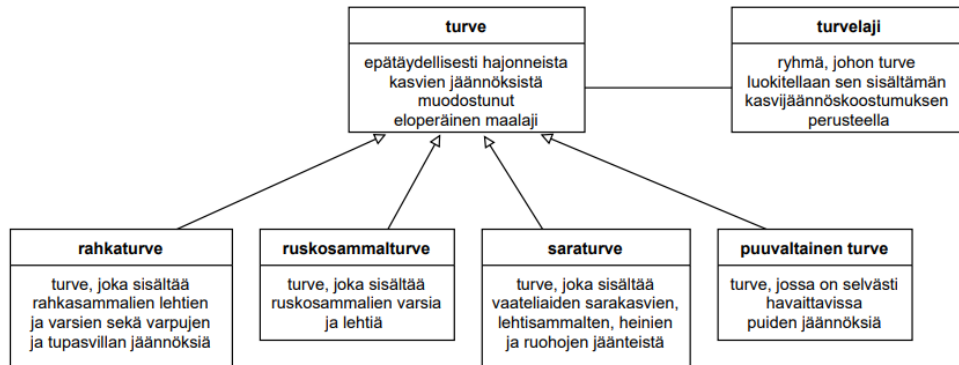 turve
epätäydellisesti hajonneista
kasvien jäännöksistä
muodostunut
eloperäinen maalaji
turvelaji
ryhmä, johon turve
luokitellaan sen sisältämän
kasvijäännöskoostumuksen
perusteella
rahkaturve
turve, joka sisältää
rahkasammalien lehtien
ja varsien sekä varpujen
ja tupasvillan jäännöksiä
ruskosammalturve
turve, joka sisältää
ruskosammalien varsia
ja lehtiä
saraturve
turve, joka sisältää
vaateliaiden sarakasvien,
lehtisammalten, heinien
ja ruohojen jäänteistä
puuvaltainen turve
turve, jossa on selvästi
havaittavissa
puiden jäännöksiä